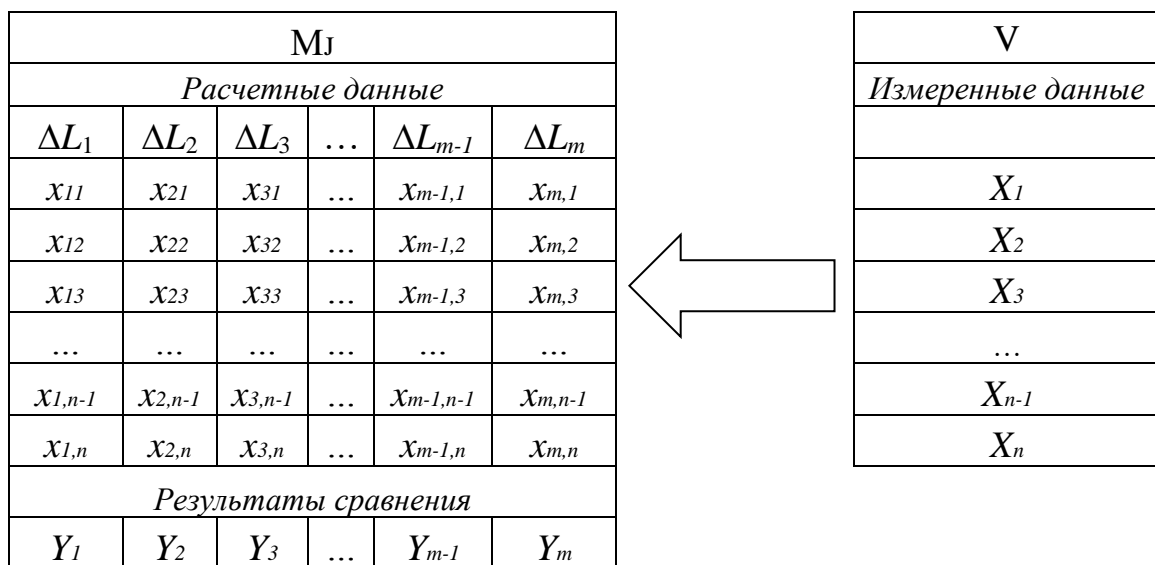 MJ V
Расчетные данные Измеренные данные
ΔL1 ΔL2 ΔL3 … ΔLm-1 ΔLm
x11 x21 x31 ... xm-1,1 xm,1 X1
x12 x22 x32 ... xm-1,2 xm,2 X2
x13 x23 x33 ... xm-1,3 xm,3 X3
... ... ... ... ... ... …
x1,n-1 x2,n-1 x3,n-1 ... xm-1,n-1 xm,n-1 Xn-1
x1,n x2,n x3,n ... xm-1,n xm,n Xn
Результаты сравнения
Y1 Y2 Y3 ... Ym-1 Ym